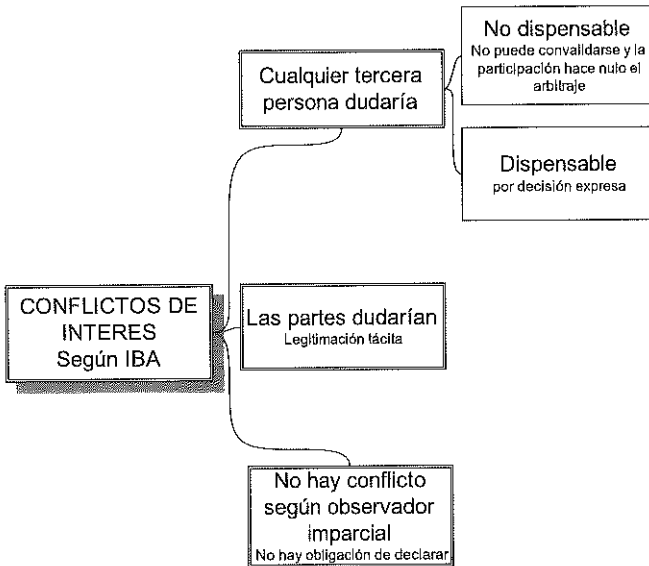 No dispensable
No puede convalidarse y la
participación hace nulo el
arbitraje
Cualquier tercera
persona dudaría
Dispensable
por decisión expresa
CONFLICTOS DE
INTERES
Según IBA
Las partes dudarían
Legitimación tácita
No hay conflicto
según observador
imparcial
No hay obligación de declarar